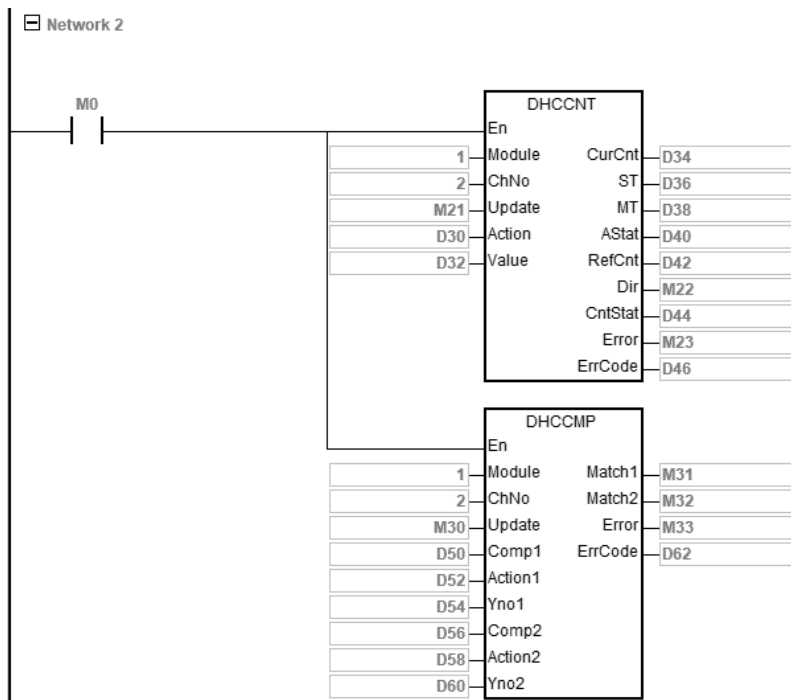 Network 2
M0
DHCCNT
En
1 Module CurCnt D34
2 ChNo ST D36
M21 Update MT D38
D30 Action AStat D40
D32 Value RefCnt D42
Dir M22
CntStat D44
Error M23
ErrCode D46
DHCCMP
En
1 Module Match1 M31
2 ChNo Match2 M32
M30 Update Error M33
D50 Comp1 ErrCode D62
D52 Action1
D54 Yno1
D56 Comp2
D58 Action2
D60 Yno2